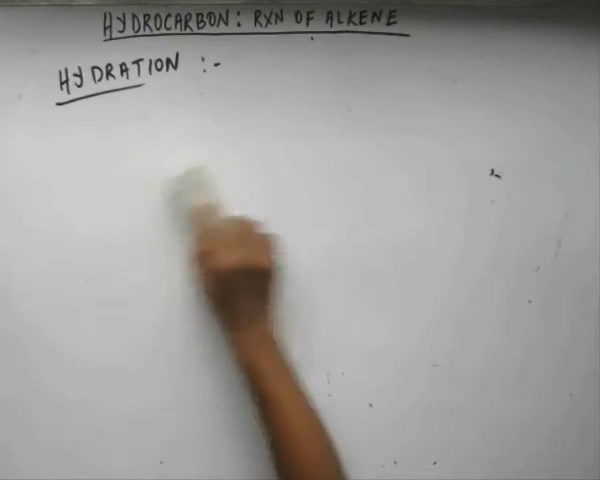 HYDROCARBON: RXN OF ALKENE
HYDRATION :-